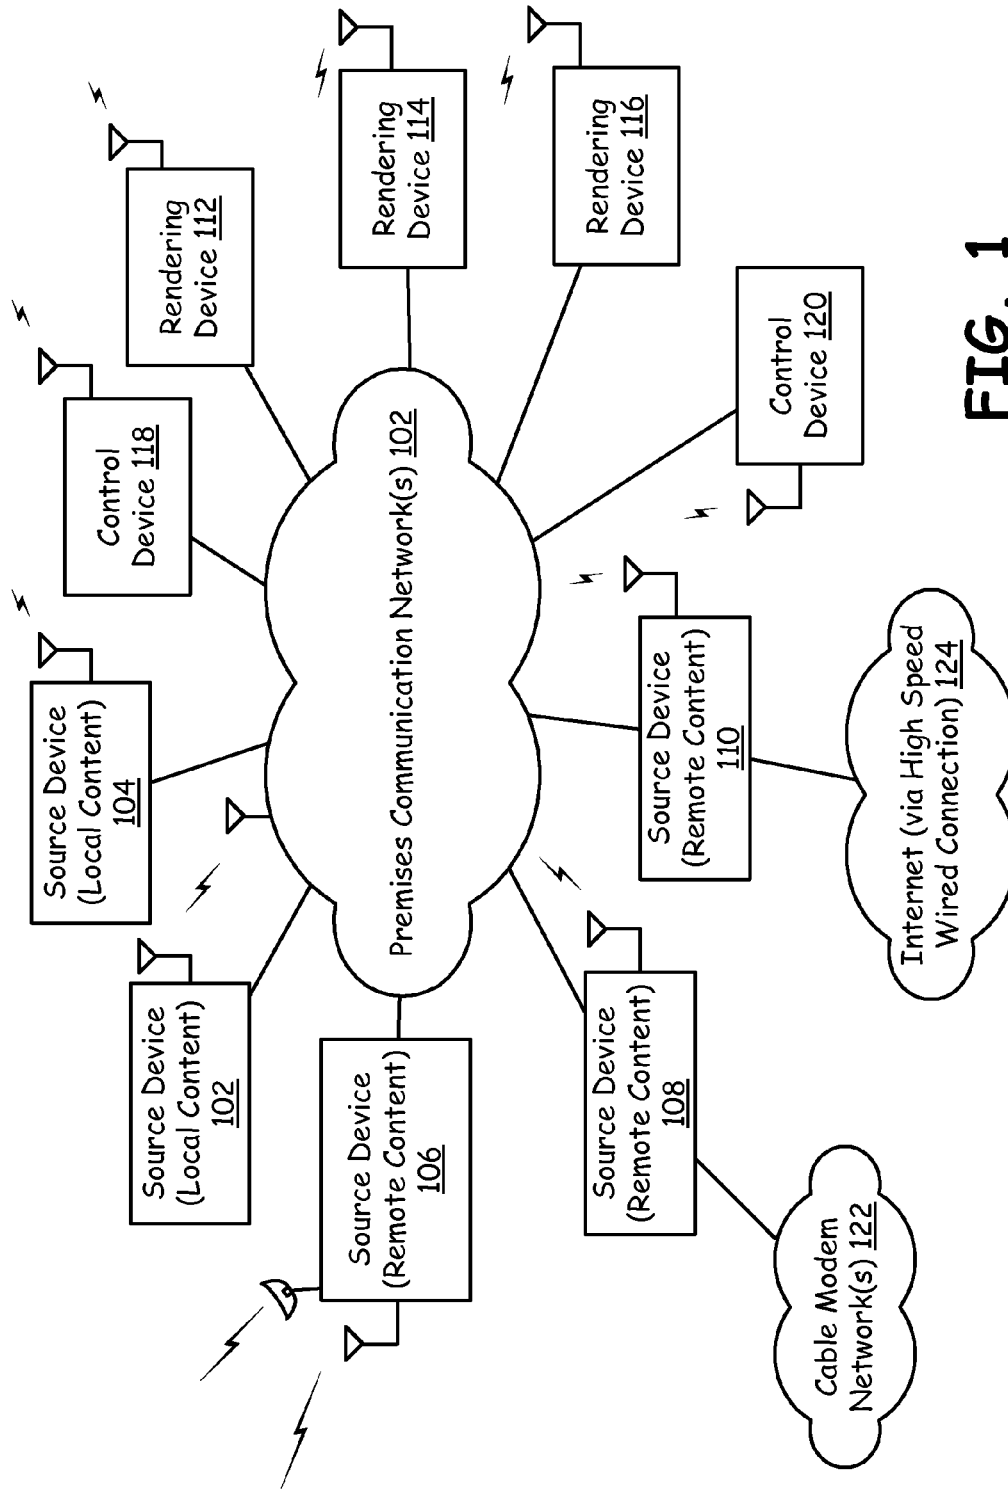 Source Device
(Local Content)
104
Control
Device 118
Rendering
Device 112
Source Device
(Local Content)
102
Rendering
Device 114
Source Device
(Remote Content)
106
Premises Communication Network(s) 102
Rendering
Device 116
Source Device
(Remote Content)
108
Source Device
(Remote Content)
110
Control
Device 120
Cable Modem
Network(s) 122
Internet (via High Speed
Wired Connection) 124
FIG. 1